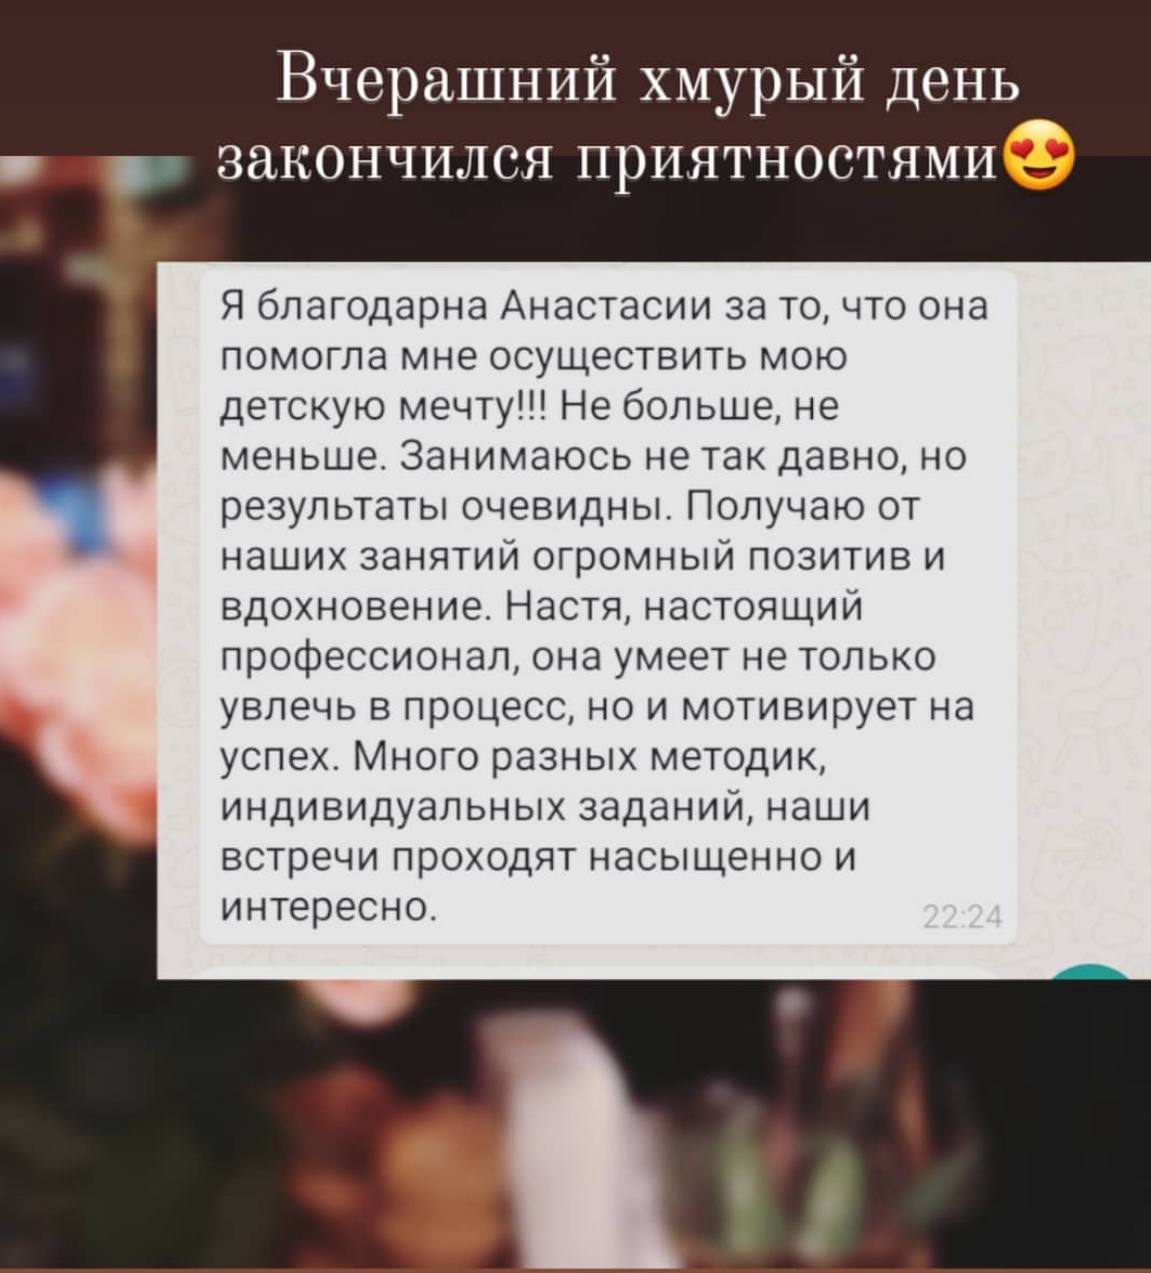 Вчерашний хмурый день
закончился приятностями😍
Я благодарна Анастасии за то, что она
помогла мне осуществить мою
детскую мечту!!! Не больше, не
меньше. Занимаюсь не так давно, но
результаты очевидны. Получаю от
наших занятий огромный позитив и
вдохновение. Настя, настоящий
профессионал, она умеет не только
увлечь в процесс, но и мотивирует на
успех. Много разных методик,
индивидуальных заданий, наши
встречи проходят насыщенно и
интересно.
22:24